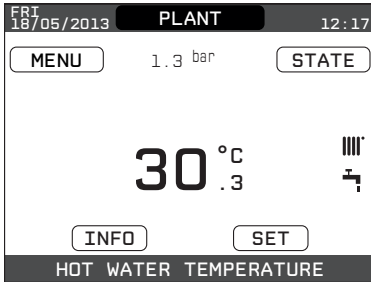 FRI
18/05/2013 PLANT 12:17
MENU 1.3 bar STATE
30 °C
.3
INFO SET
HOT WATER TEMPERATURE